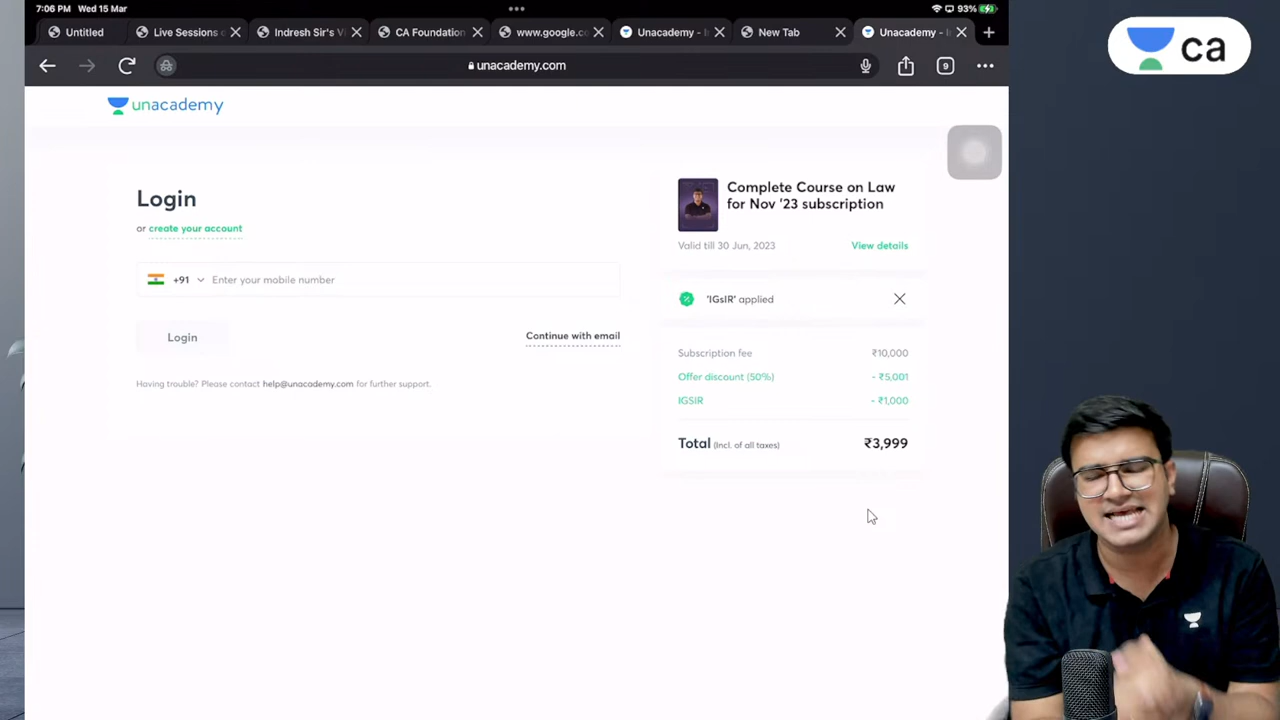 7:06 PM Wed 15 Mar
93%
Untitled
Live Sessions o
Indresh Sir's Vi
CA Foundation
www.google.co
Unacademy - I
New Tab
Unacademy - I
unacademy.com
9
ca
unacademy
Login
or create your account
+91 Enter your mobile number
Login
Continue with email
Having trouble? Please contact help@unacademy.com for further support.
Complete Course on Law
for Nov '23 subscription
Valid till 30 Jun, 2023
View details
'IGsIR' applied
Subscription fee ₹10,000
Offer discount (50%) - ₹5,001
IGSIR - ₹1,000
Total (Incl. of all taxes) ₹3,999